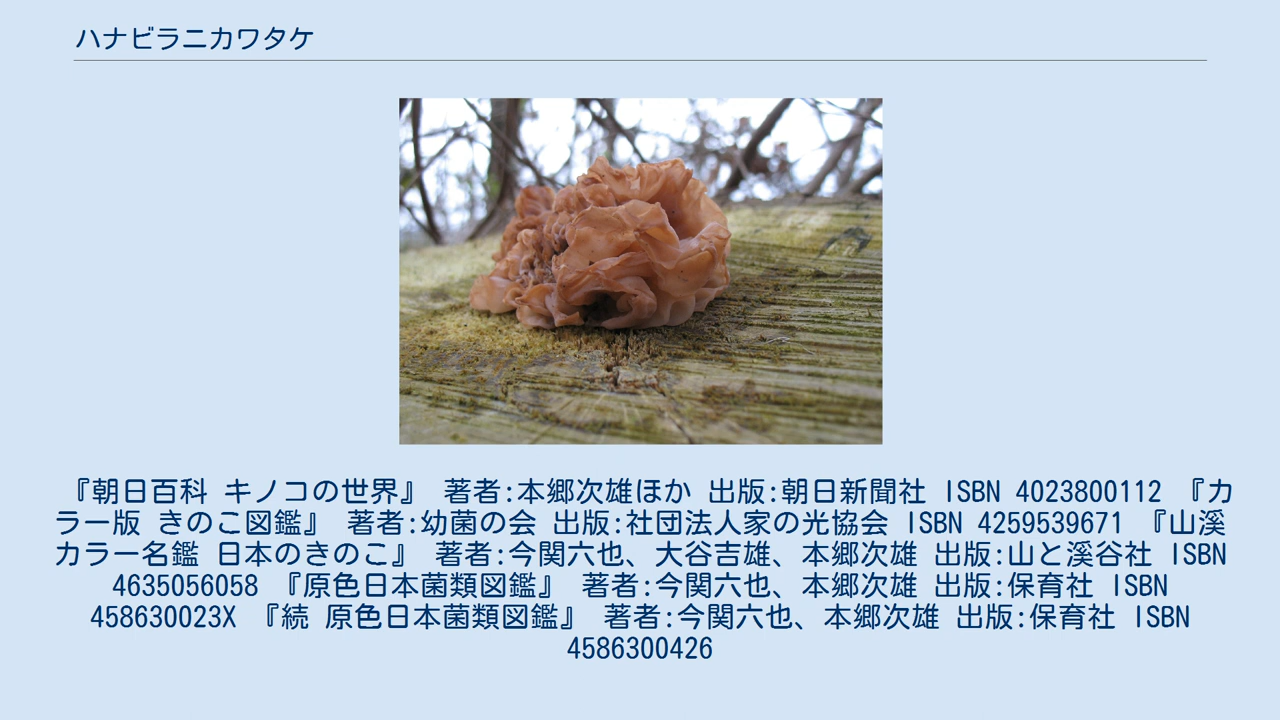 ハナビラニカワタケ
『朝日百科 キノコの世界』 著者:本郷次雄ほか 出版:朝日新聞社 ISBN 4023800112 『カ
ラー版 きのこ図鑑』 著者:幼菌の会 出版:社団法人家の光協会 ISBN 4259539671 『山溪
カラー名鑑 日本のきのこ』 著者:今関六也、大谷吉雄、本郷次雄 出版:山と溪谷社 ISBN
4635056058 『原色日本菌類図鑑』 著者:今関六也、本郷次雄 出版:保育社 ISBN
458630023X 『続 原色日本菌類図鑑』 著者:今関六也、本郷次雄 出版:保育社 ISBN
4586300426